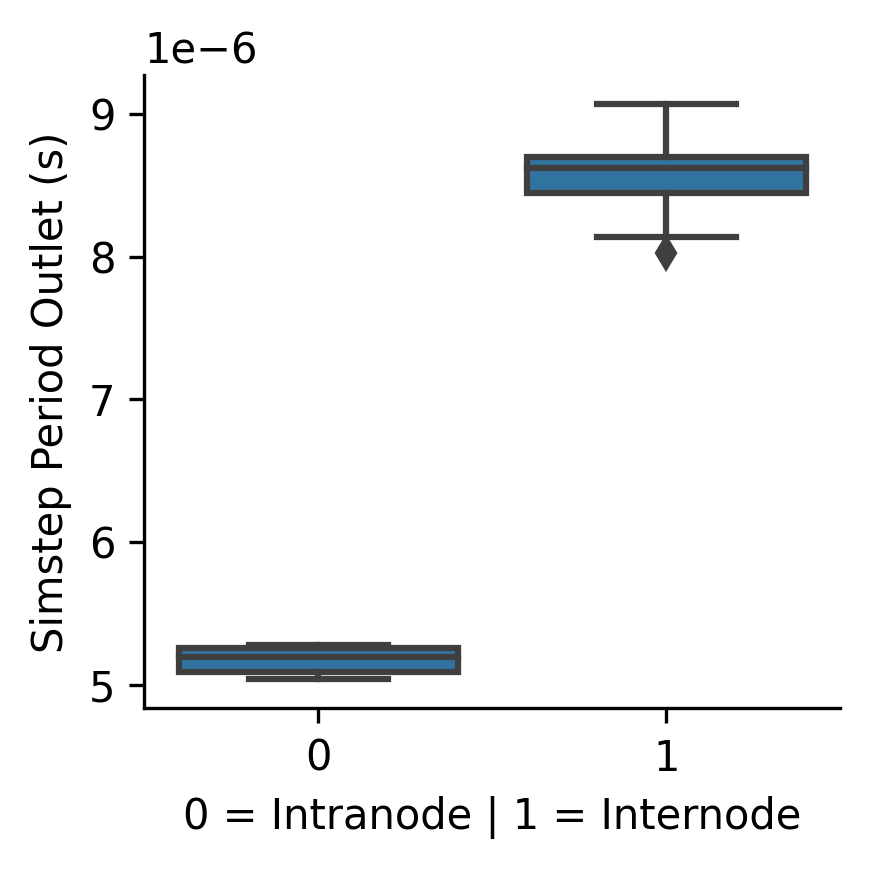 1e−6
9
8
7
6
5
Simstep Period Outlet (s)
0
1
0 = Intranode | 1 = Internode